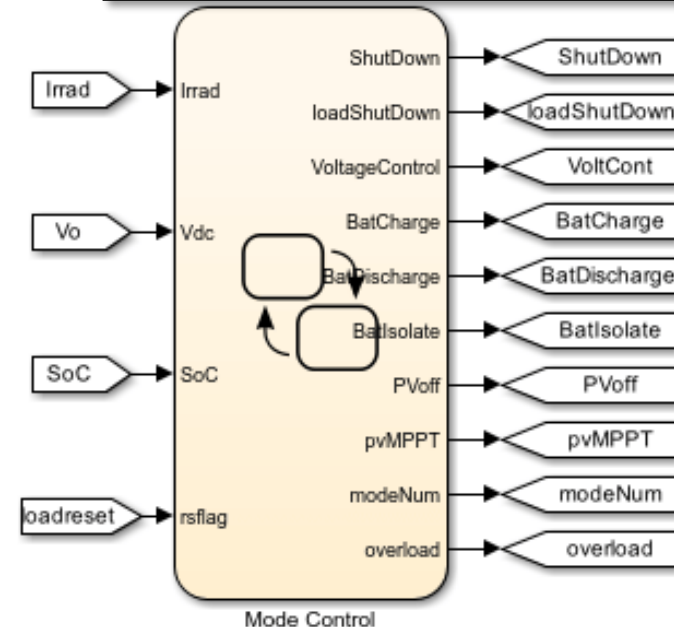 Irrad
Vo
SoC
loadreset
Irrad
Vdc
SoC
rsflag
ShutDown
loadShutDown
VoltageControl
BatCharge
BatDischarge
BatIsolate
PVoff
pvMPPT
modeNum
overload
ShutDown
loadShutDown
VoltCont
BatCharge
BatDischarge
BatIsolate
PVoff
pvMPPT
modeNum
overload
Mode Control